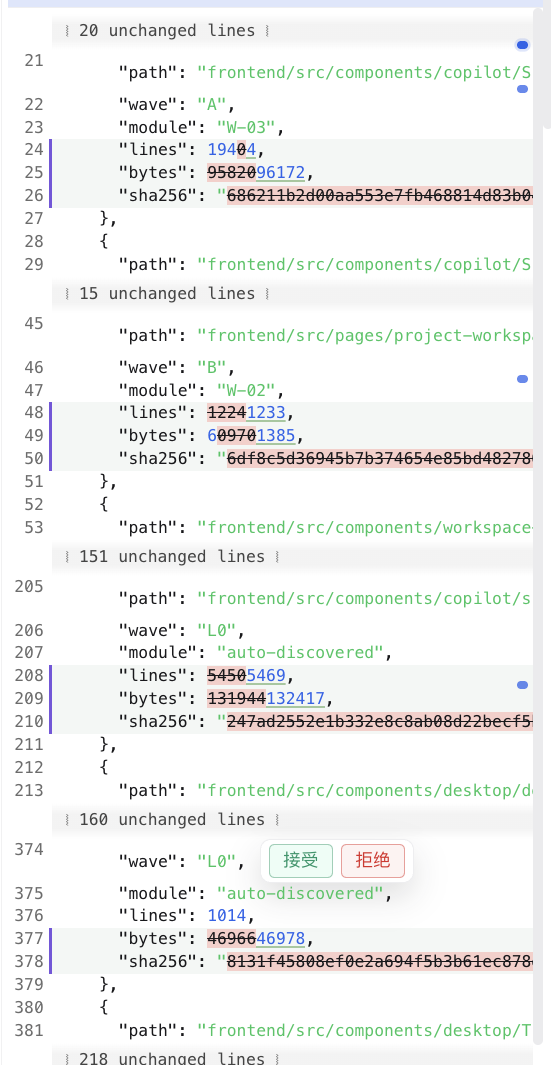 20 unchanged lines
21 "path": "frontend/src/components/copilot/S
22 "wave": "A",
23 "module": "W-03",
24 "lines": 19404,
25 "bytes": 9582096172,
26 "sha256": "686211b2d00aa553e7fb468814d83b0
27 },
28 {
29 "path": "frontend/src/components/copilot/S
15 unchanged lines
45 "path": "frontend/src/pages/project-worksp
46 "wave": "B",
47 "module": "W-02",
48 "lines": 12241233,
49 "bytes": 609701385,
50 "sha256": "6df8c5d36945b7b374654e85bd48278
51 },
52 {
53 "path": "frontend/src/components/workspace
151 unchanged lines
205 "path": "frontend/src/components/copilot/s
206 "wave": "L0",
207 "module": "auto-discovered",
208 "lines": 54505469,
209 "bytes": 131944132417,
210 "sha256": "247ad2552e1b332e8c8ab08d22becf5
211 },
212 {
213 "path": "frontend/src/components/desktop/d
160 unchanged lines
374 "wave": "L0", 接受 拒绝
375 "module": "auto-discovered",
376 "lines": 1014,
377 "bytes": 4696646978,
378 "sha256": "8131f45808ef0e2a694f5b3b61ec878
379 },
380 {
381 "path": "frontend/src/components/desktop/T
218 unchanged lines